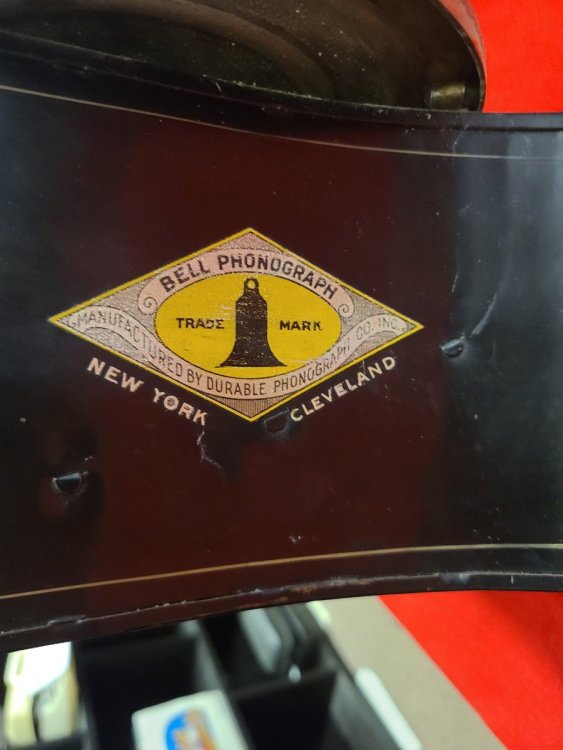 BELL PHONOGRAPH
TRADE MARK
MANUFACTURED BY DURABLE PHONOGRAPH CO. INC.
NEW YORK CLEVELAND